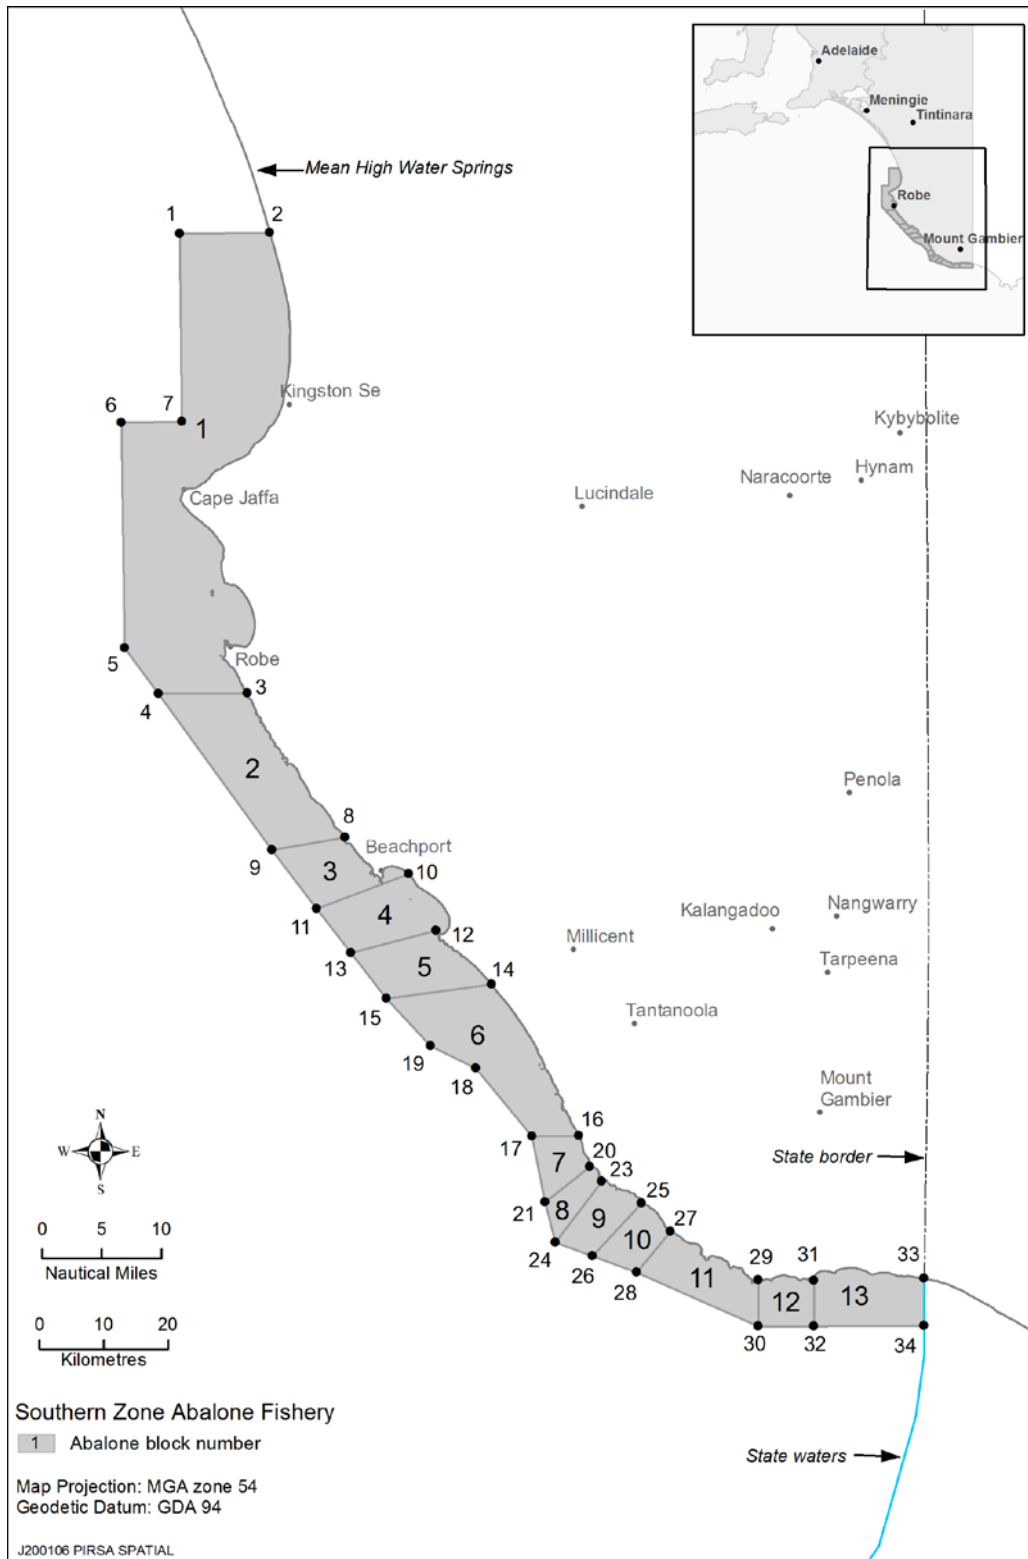 Adelaide
Meningie
Tintinara
Robe
Mount Gambier
Mean High Water Springs
1
2
Kingston Se
6
7
1
Kybybolite
Hynam
Naracoorte
Lucindale
Cape Jaffa
5
Robe
4
3
2
Penola
8
9
Beachport
3
10
11
4
Nangwarry
Kalangadoo
12
Millicent
13
5
Tarpeena
14
15
Tantanoola
6
19
18
Mount
Gambier
N
W
E
S
16
17
State border
20
7
23
21
25
8
9
27
24
10
26
28
11
29
31
33
12
13
30
32
34
0
10
Nautical Miles
0
10
20
Kilometres
Southern Zone Abalone Fishery
1 Abalone block number
State waters
Map Projection: MGA zone 54
Geodetic Datum: GDA 94
J200106 PIRSA SPATIAL